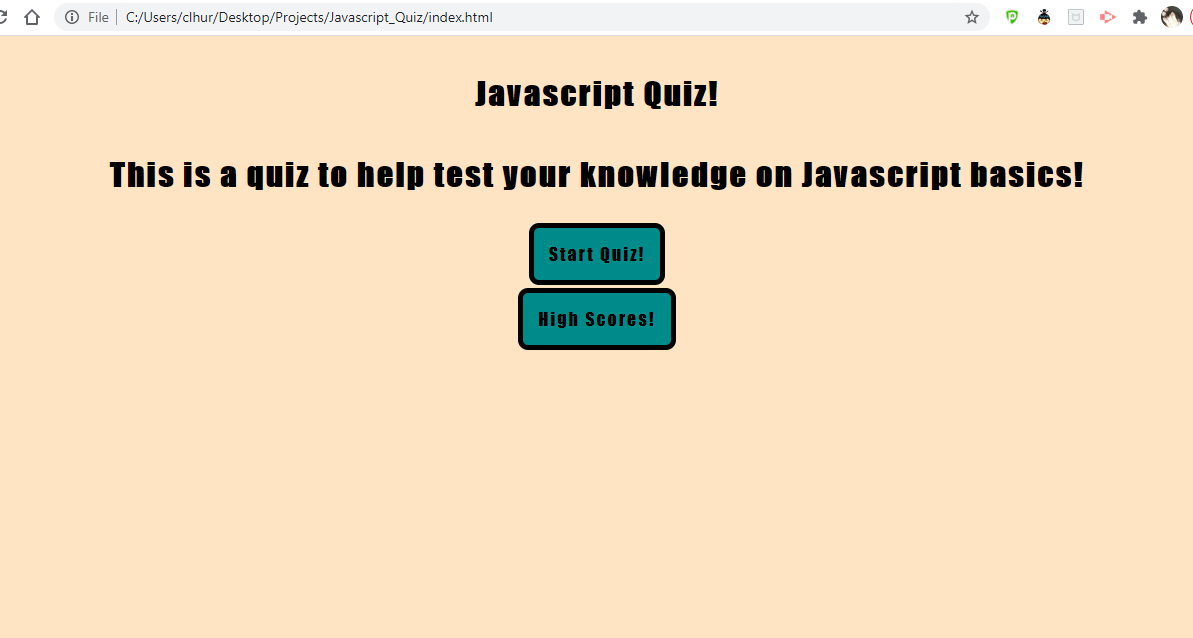 File C:/Users/clhur/Desktop/Projects/Javascript_Quiz/index.html
Javascript Quiz!
This is a quiz to help test your knowledge on Javascript basics!
Start Quiz!
High Scores!